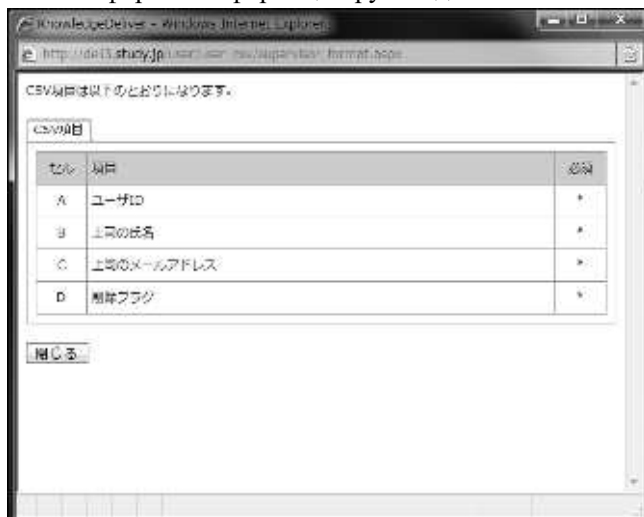 KnowledgeDeliver - Windows Internet Explorer
CSV項目は以下のとおりになります。
CSV項目
セル 項目 必須
A ユーザID *
B 上司の氏名 *
C 上司のメールアドレス *
D 削除フラグ *
閉じる